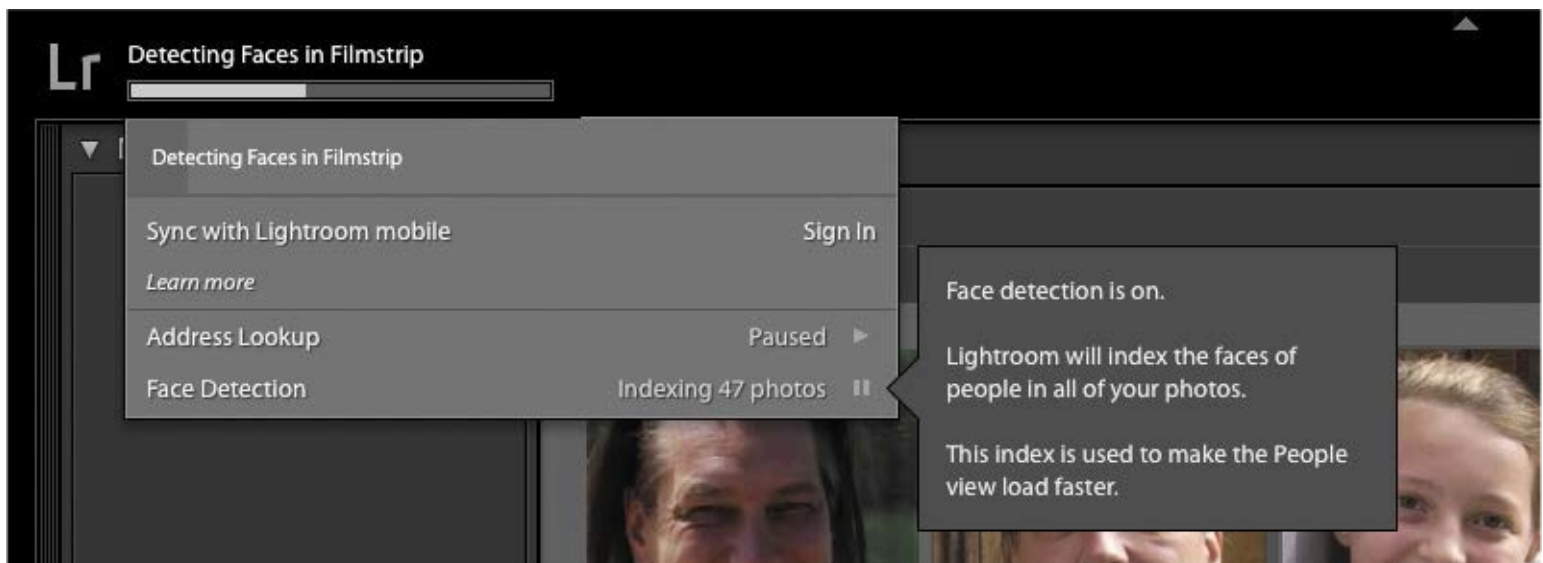 Lr
Detecting Faces in Filmstrip
Detecting Faces in Filmstrip
Sync with Lightroom mobile Sign In
Learn more
Address Lookup Paused
Face Detection Indexing 47 photos
Face detection is on.
Lightroom will index the faces of
people in all of your photos.
This index is used to make the People
view load faster.